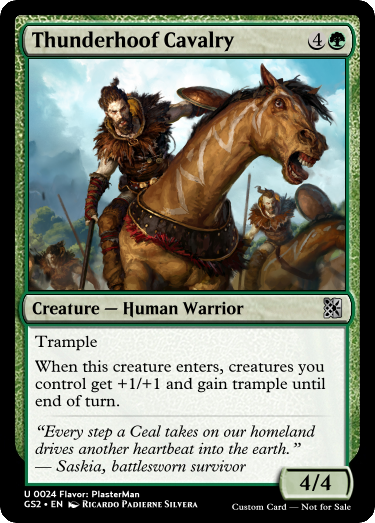 Thunderhoof Cavalry 4
Creature — Human Warrior
Trample
When this creature enters, creatures you
control get +1/+1 and gain trample until
end of turn.
“Every step a Ceal takes on our homeland
drives another heartbeat into the earth.”
— Saskia, battlesworn survivor
4/4
U 0024 Flavor: PlasterMan
GS2 • EN Ricardo Padierne Silvera
Custom Card — Not for Sale